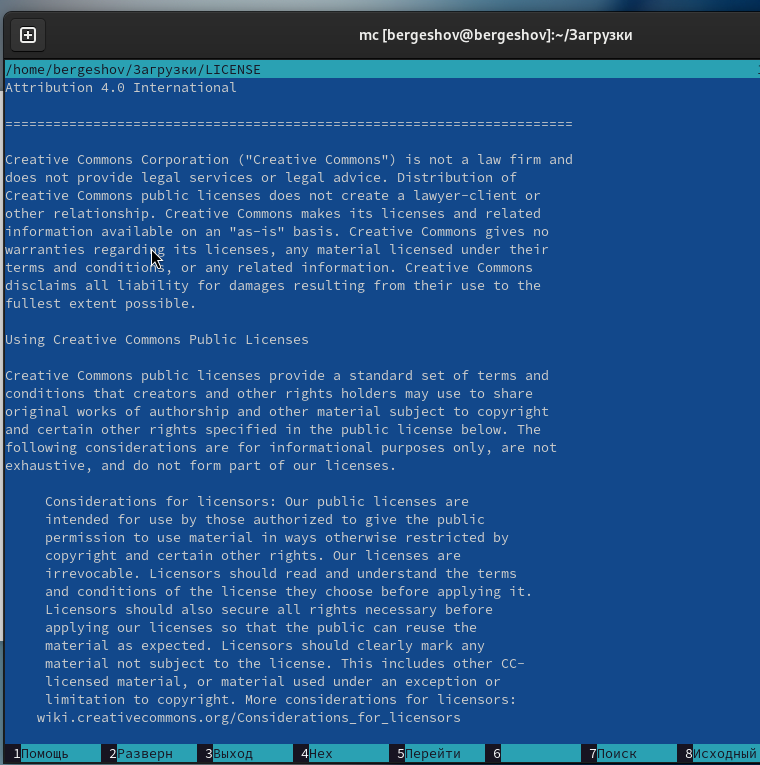 mc [bergeshov@bergeshov]:~/Загрузки
/home/bergeshov/Загрузки/LICENSE
Attribution 4.0 International
=======================================================================
Creative Commons Corporation ("Creative Commons") is not a law firm and
does not provide legal services or legal advice. Distribution of
Creative Commons public licenses does not create a lawyer-client or
other relationship. Creative Commons makes its licenses and related
information available on an "as-is" basis. Creative Commons gives no
warranties regarding its licenses, any material licensed under their
terms and conditions, or any related information. Creative Commons
disclaims all liability for damages resulting from their use to the
fullest extent possible.
Using Creative Commons Public Licenses
Creative Commons public licenses provide a standard set of terms and
conditions that creators and other rights holders may use to share
original works of authorship and other material subject to copyright
and certain other rights specified in the public license below. The
following considerations are for informational purposes only, are not
exhaustive, and do not form part of our licenses.
Considerations for licensors: Our public licenses are
intended for use by those authorized to give the public
permission to use material in ways otherwise restricted by
copyright and certain other rights. Our licenses are
irrevocable. Licensors should read and understand the terms
and conditions of the license they choose before applying it.
Licensors should also secure all rights necessary before
applying our licenses so that the public can reuse the
material as expected. Licensors should clearly mark any
material not subject to the license. This includes other CC-
licensed material, or material used under an exception or
limitation to copyright. More considerations for licensors:
wiki.creativecommons.org/Considerations_for_licensors
1Помощь 2Разверн 3Выход 4Hex 5Перейти 6 7Поиск 8Исходный